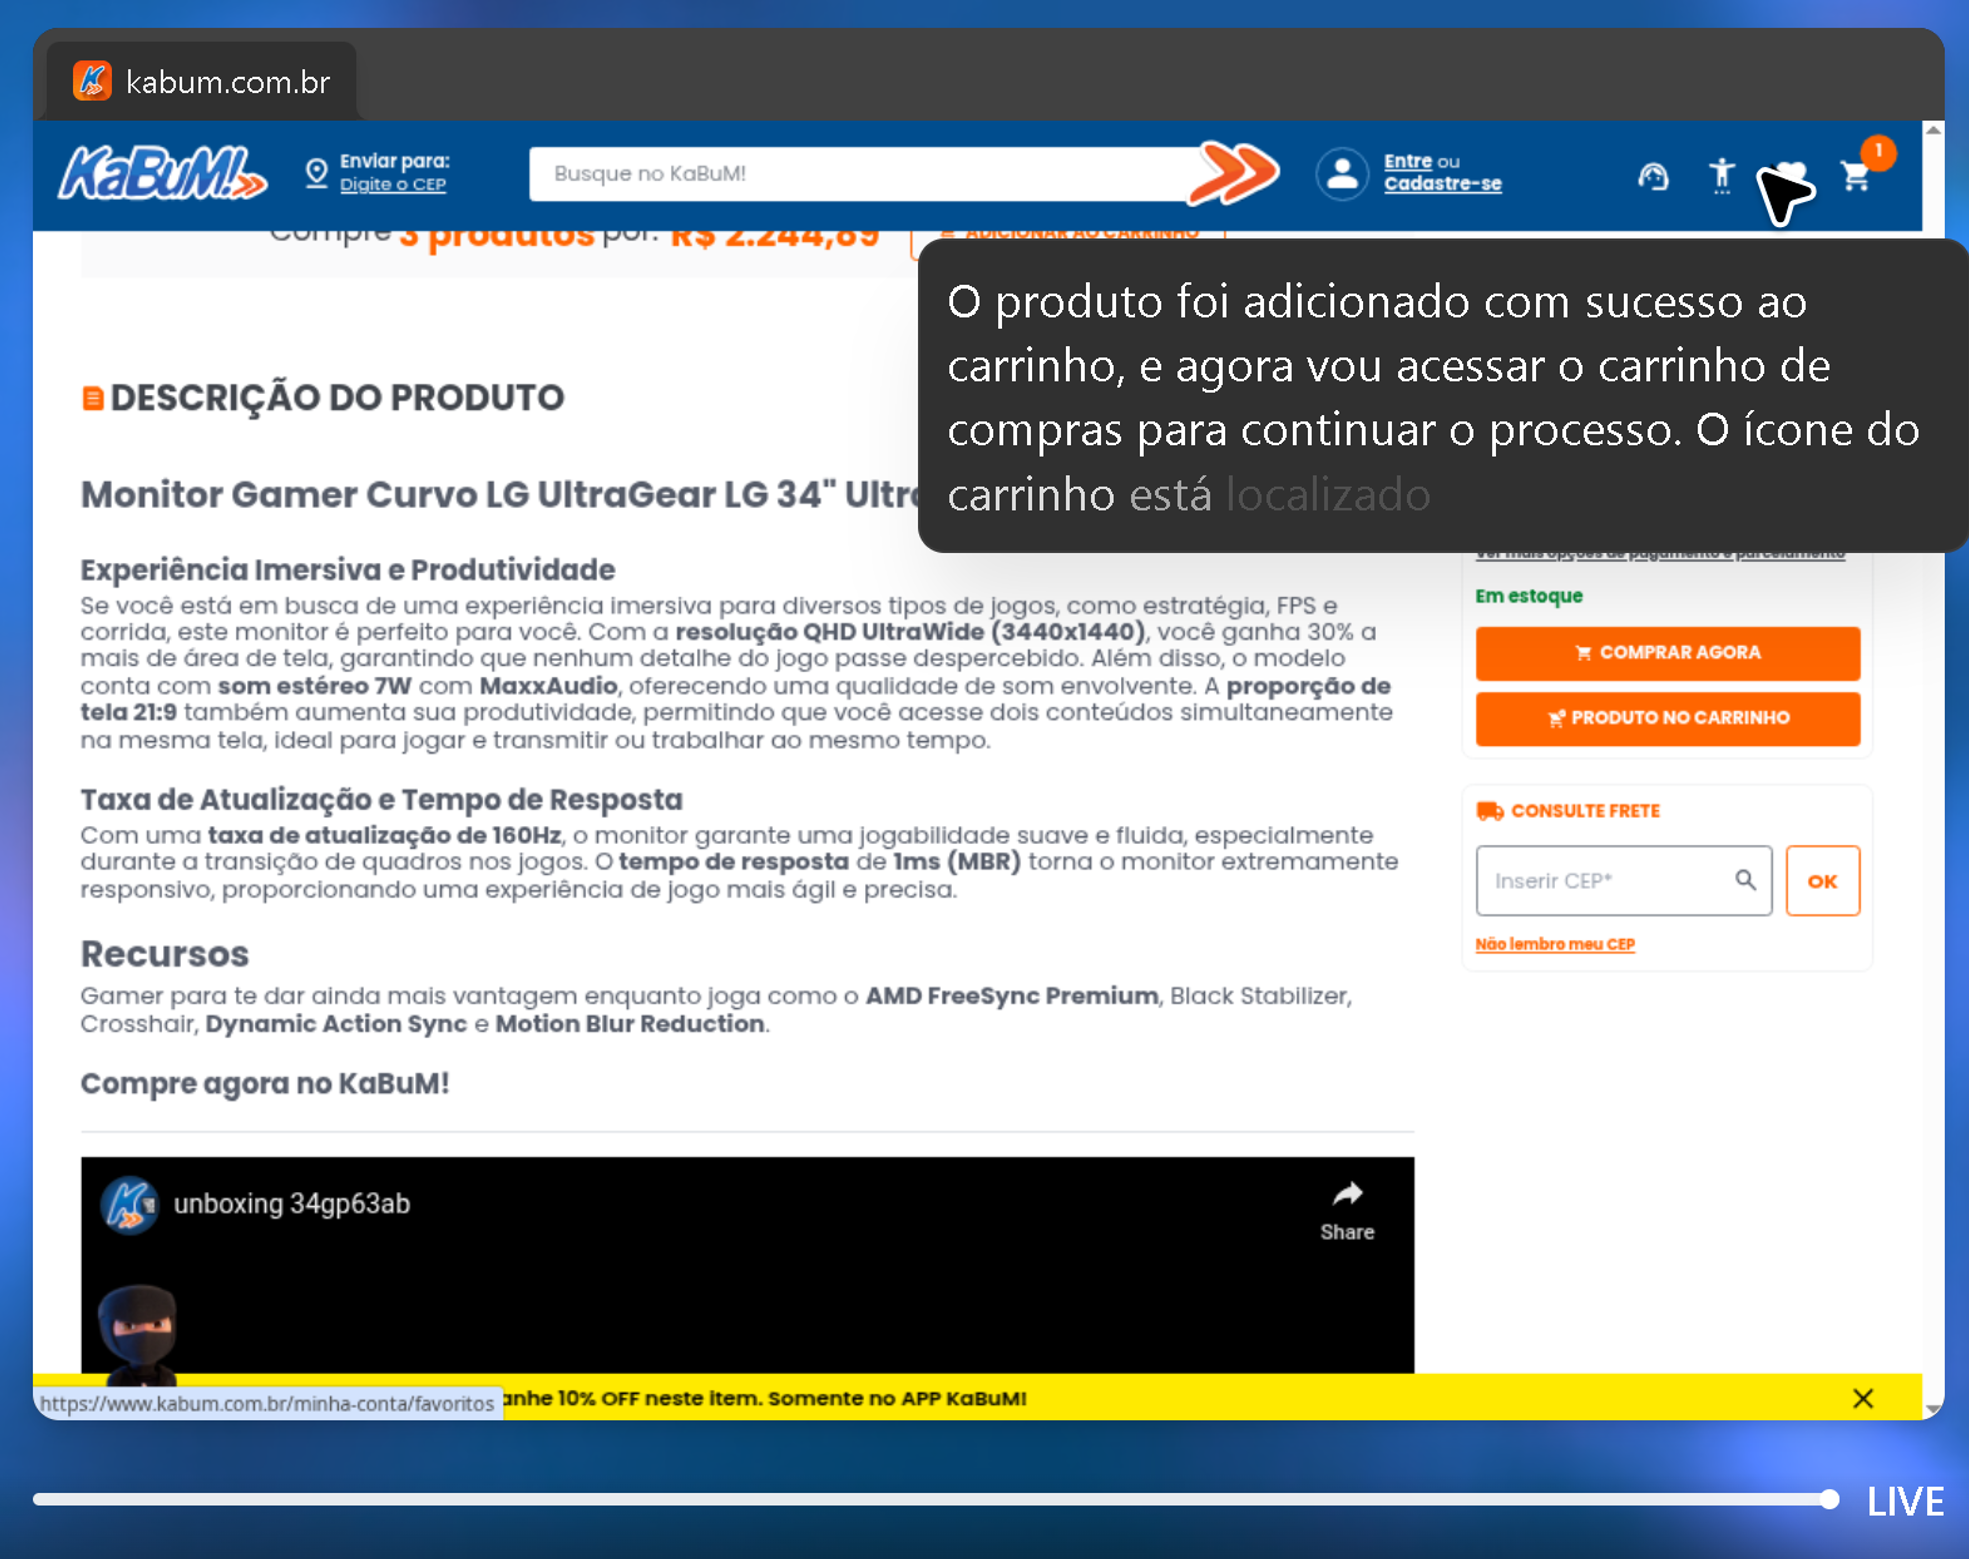 kabum.com.br
KaBuM!
Enviar para:
Digite o CEP
Busque no KaBuM!
Entre ou
Cadastre-se
1
Compre 3 produtos por: R$ 2.244,89
ADICIONAR AO CARRINHO
O produto foi adicionado com sucesso ao
carrinho, e agora vou acessar o carrinho de
compras para continuar o processo. O ícone do
carrinho está localizado
DESCRIÇÃO DO PRODUTO
Monitor Gamer Curvo LG UltraGear LG 34"
Experiência Imersiva e Produtividade
Se você está em busca de uma experiência imersiva para diversos tipos de jogos, como estratégia, FPS e
corrida, este monitor é perfeito para você. Com a resolução QHD UltraWide (3440x1440), você ganha 30% a
mais de área de tela, garantindo que nenhum detalhe do jogo passe despercebido. Além disso, o modelo
conta com som estéreo 7W com MaxxAudio, oferecendo uma qualidade de som envolvente. A proporção de
tela 21:9 também aumenta sua produtividade, permitindo que você acesse dois conteúdos simultaneamente
na mesma tela, ideal para jogar e transmitir ou trabalhar ao mesmo tempo.
Taxa de Atualização e Tempo de Resposta
Com uma taxa de atualização de 160Hz, o monitor garante uma jogabilidade suave e fluida, especialmente
durante a transição de quadros nos jogos. O tempo de resposta de 1ms (MBR) torna o monitor extremamente
responsivo, proporcionando uma experiência de jogo mais ágil e precisa.
Recursos
Gamer para te dar ainda mais vantagem enquanto joga como o AMD FreeSync Premium, Black Stabilizer,
Crosshair, Dynamic Action Sync e Motion Blur Reduction.
Compre agora no KaBuM!
Ver mais opções de pagamento e parcelamento
Em estoque
COMPRAR AGORA
PRODUTO NO CARRINHO
CONSULTE FRETE
Inserir CEP*
OK
Não lembro meu CEP
unboxing 34gp63ab
Share
https://www.kabum.com.br/minha-conta/favoritos
anhe 10% OFF neste item. Somente no APP KaBuM!
LIVE